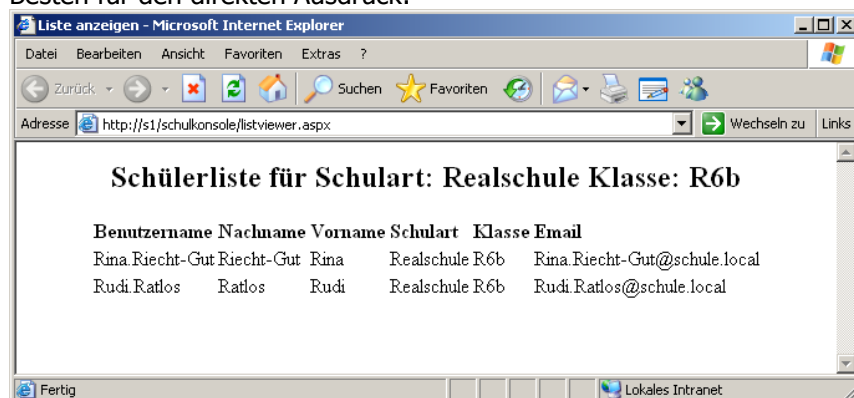 Besten für den direkten Ausdruck.
Liste anzeigen - Microsoft Internet Explorer
Datei Bearbeiten Ansicht Favoriten Extras ?
Zurück Suchen Favoriten
Adresse http://s1/schulkonsole/listviewer.aspx Wechseln zu Links
Schülerliste für Schulart: Realschule Klasse: R6b
Benutzername Nachname Vorname Schulart Klasse Email
Rina.Riecht-Gut Riecht-Gut Rina Realschule R6b Rina.Riecht-Gut@schule.local
Rudi.Ratlos Ratlos Rudi Realschule R6b Rudi.Ratlos@schule.local
Fertig Lokales Intranet